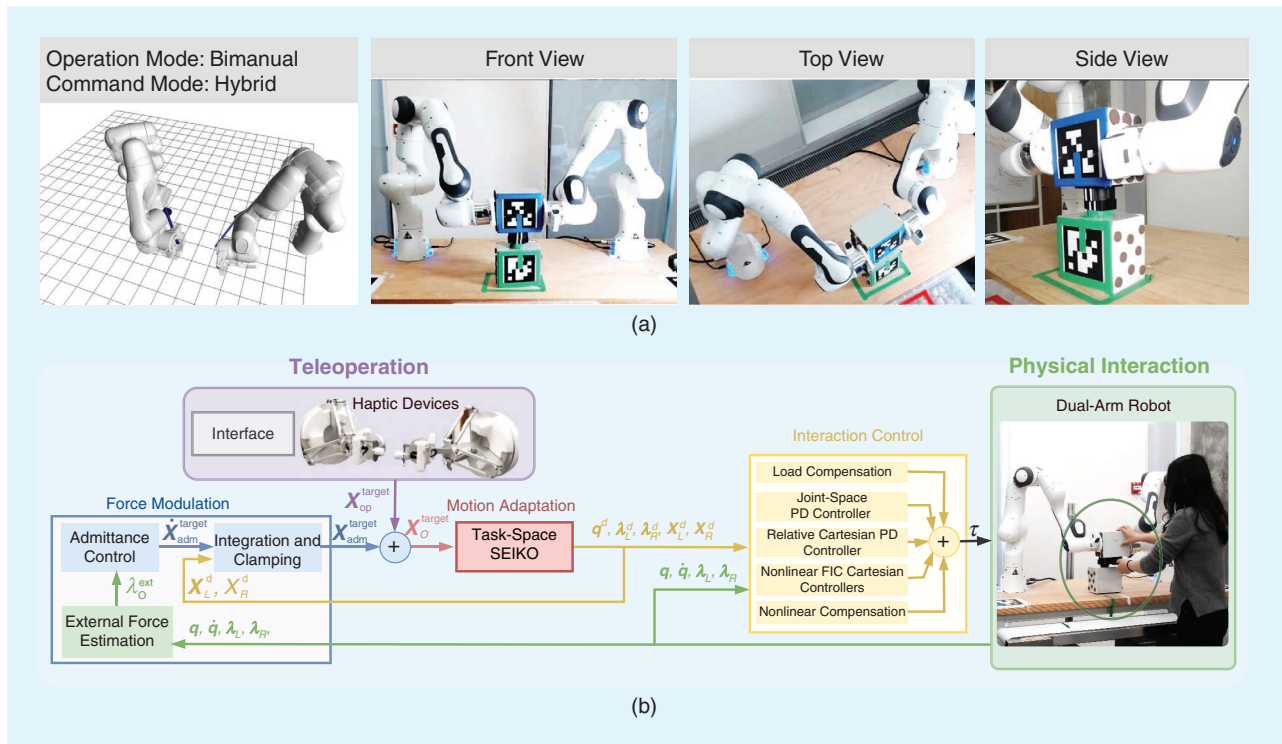 Operation Mode: Bimanual
Command Mode: Hybrid
Front View
Top View
Side View
(a)
Teleoperation
Physical Interaction
Haptic Devices
Interface
Dual-Arm Robot
Interaction Control
Load Compensation
Joint-Space
PD Controller
Relative Cartesian PD
Controller
Nonlinear FIC Cartesian
Controllers
Nonlinear Compensation
+
τ
Force Modulation
Admittance
Control
Ẋ_adm^target
Integration and
Clamping
X_adm^target
X_op^target
+
X_O^target
Motion Adaptation
Task-Space
SEIKO
q^d, λ_L^d, λ_R^d, X_L^d, X_R^d
X_L^d, X_R^d
λ_O^ext
External Force
Estimation
q, q̇, λ_L, λ_R,
q, q̇, λ_L, λ_R
(b)